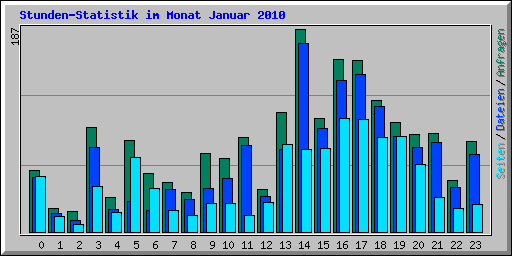 Stunden-Statistik im Monat Januar 2010
187
Seiten / Dateien / Anfragen
0 1 2 3 4 5 6 7 8 9 10 11 12 13 14 15 16 17 18 19 20 21 22 23